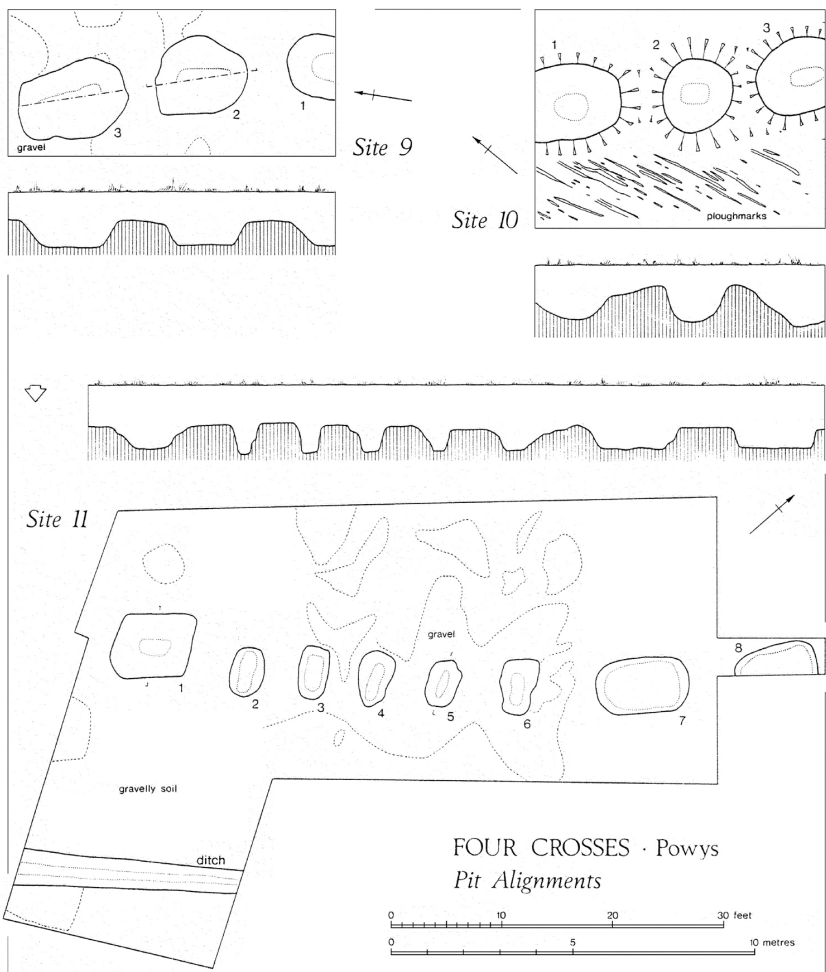 1
2
3
gravel
Site 9
1
2
3
ploughmarks
Site 10
Site 11
gravel
1
2
3
4
5
6
7
8
gravelly soil
ditch
FOUR CROSSES · Powys
Pit Alignments
0 10 20 30 feet
0 5 10 metres